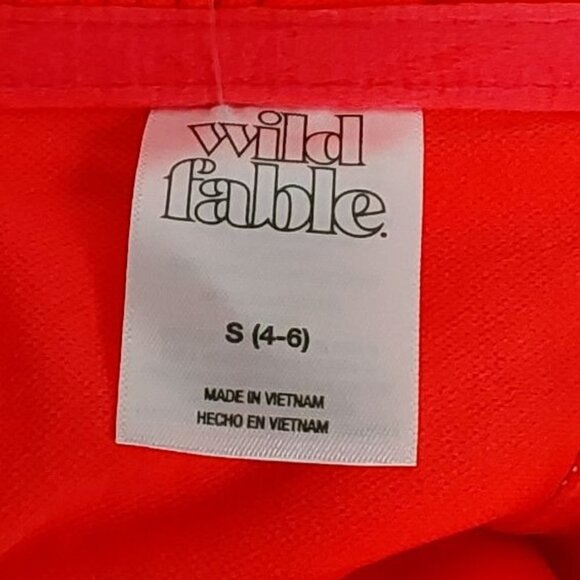 wild
fable.
S (4-6)
MADE IN VIETNAM
HECHO EN VIETNAM